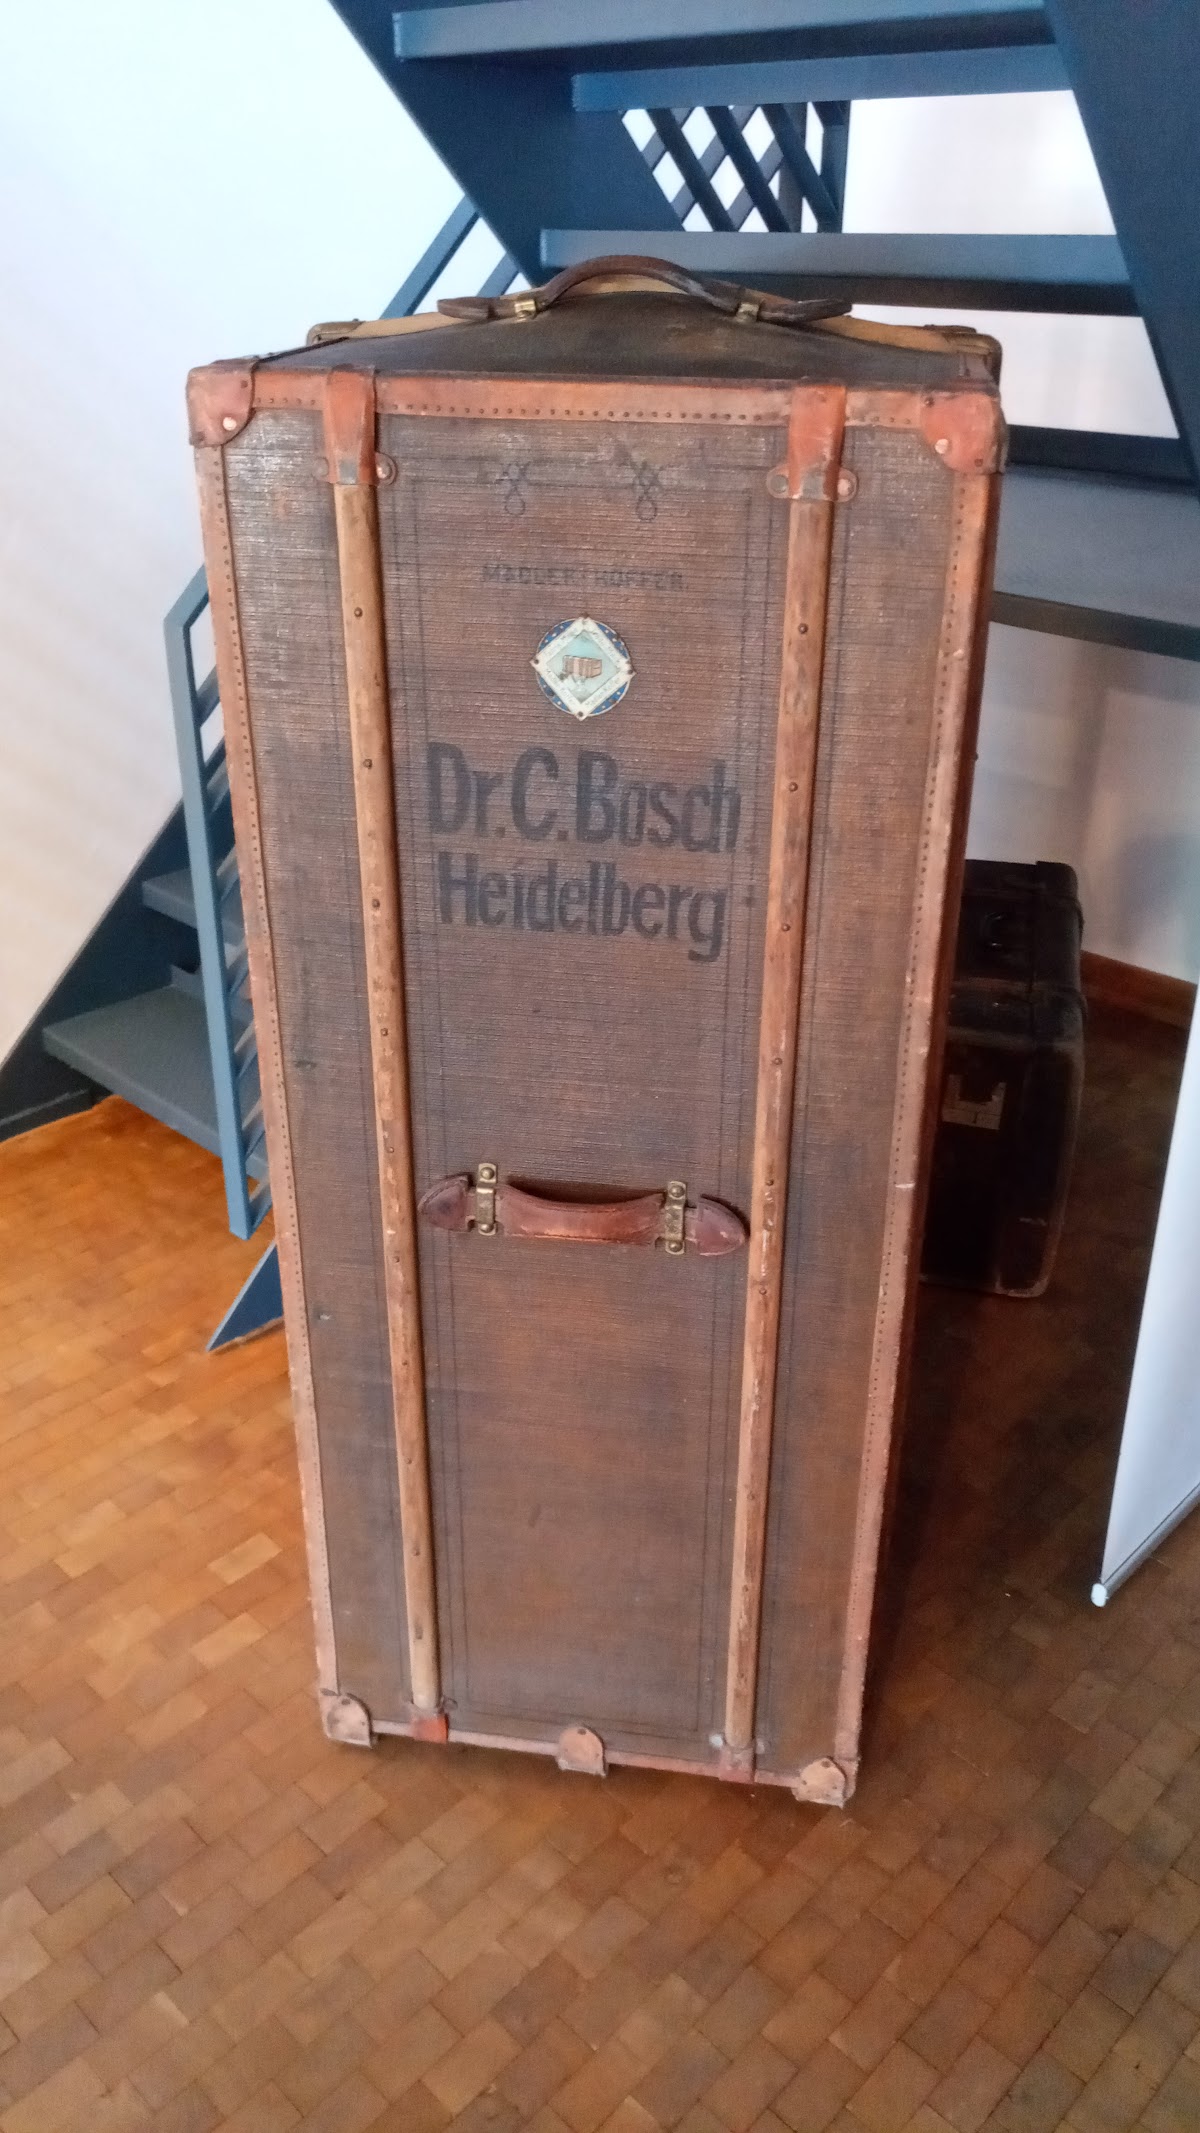 MÄDLER-KOFFER
Dr. C. Bosch
Heidelberg